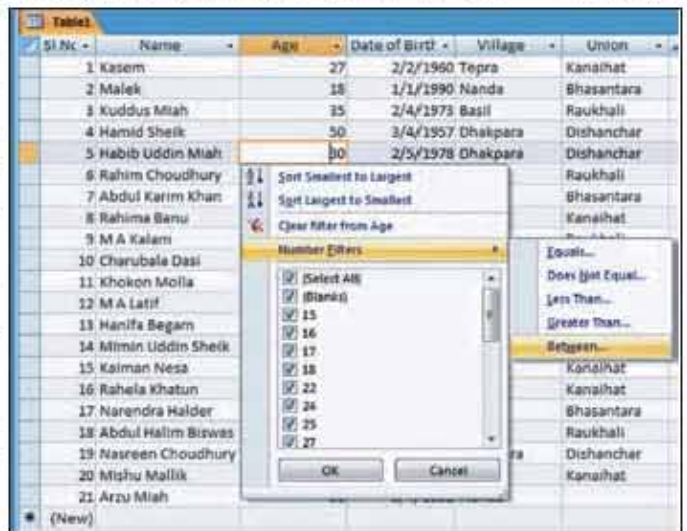 Table1
Sl Nc Name Age Date of Birth Village Union
1 Kasem 27 2/2/1960 Tepra Kanaihat
2 Malek 18 1/1/1990 Nanda Bhasantara
3 Kuddus Miah 35 2/4/1973 Basil Raukhali
4 Hamid Sheik 50 3/4/1957 Dhakpara Dishanchar
5 Habib Uddin Miah 30 2/5/1978 Dhakpara Dishanchar
6 Rahim Choudhury Raukhali
7 Abdul Karim Khan Bhasantara
8 Rahima Banu Kanaihat
9 M A Kalam
10 Charubala Dasi
11 Khokon Molla
12 M A Latif
13 Hanifa Begam
14 Mimin Uddin Sheik
15 Kaiman Nesa Kanaihat
16 Rahela Khatun Kanaihat
17 Narendra Halder Bhasantara
18 Abdul Halim Biswas Raukhali
19 Nasreen Choudhury Dishanchar
20 Mishu Mallik Kanaihat
21 Arzu Miah
(New)
Sort Smallest to Largest
Sort Largest to Smallest
Clear filter from Age
Number Filters
(Select All)
(Blanks)
15
16
17
18
22
24
25
27
OK Cancel
Equals...
Does Not Equal...
Less Than...
Greater Than...
Between...